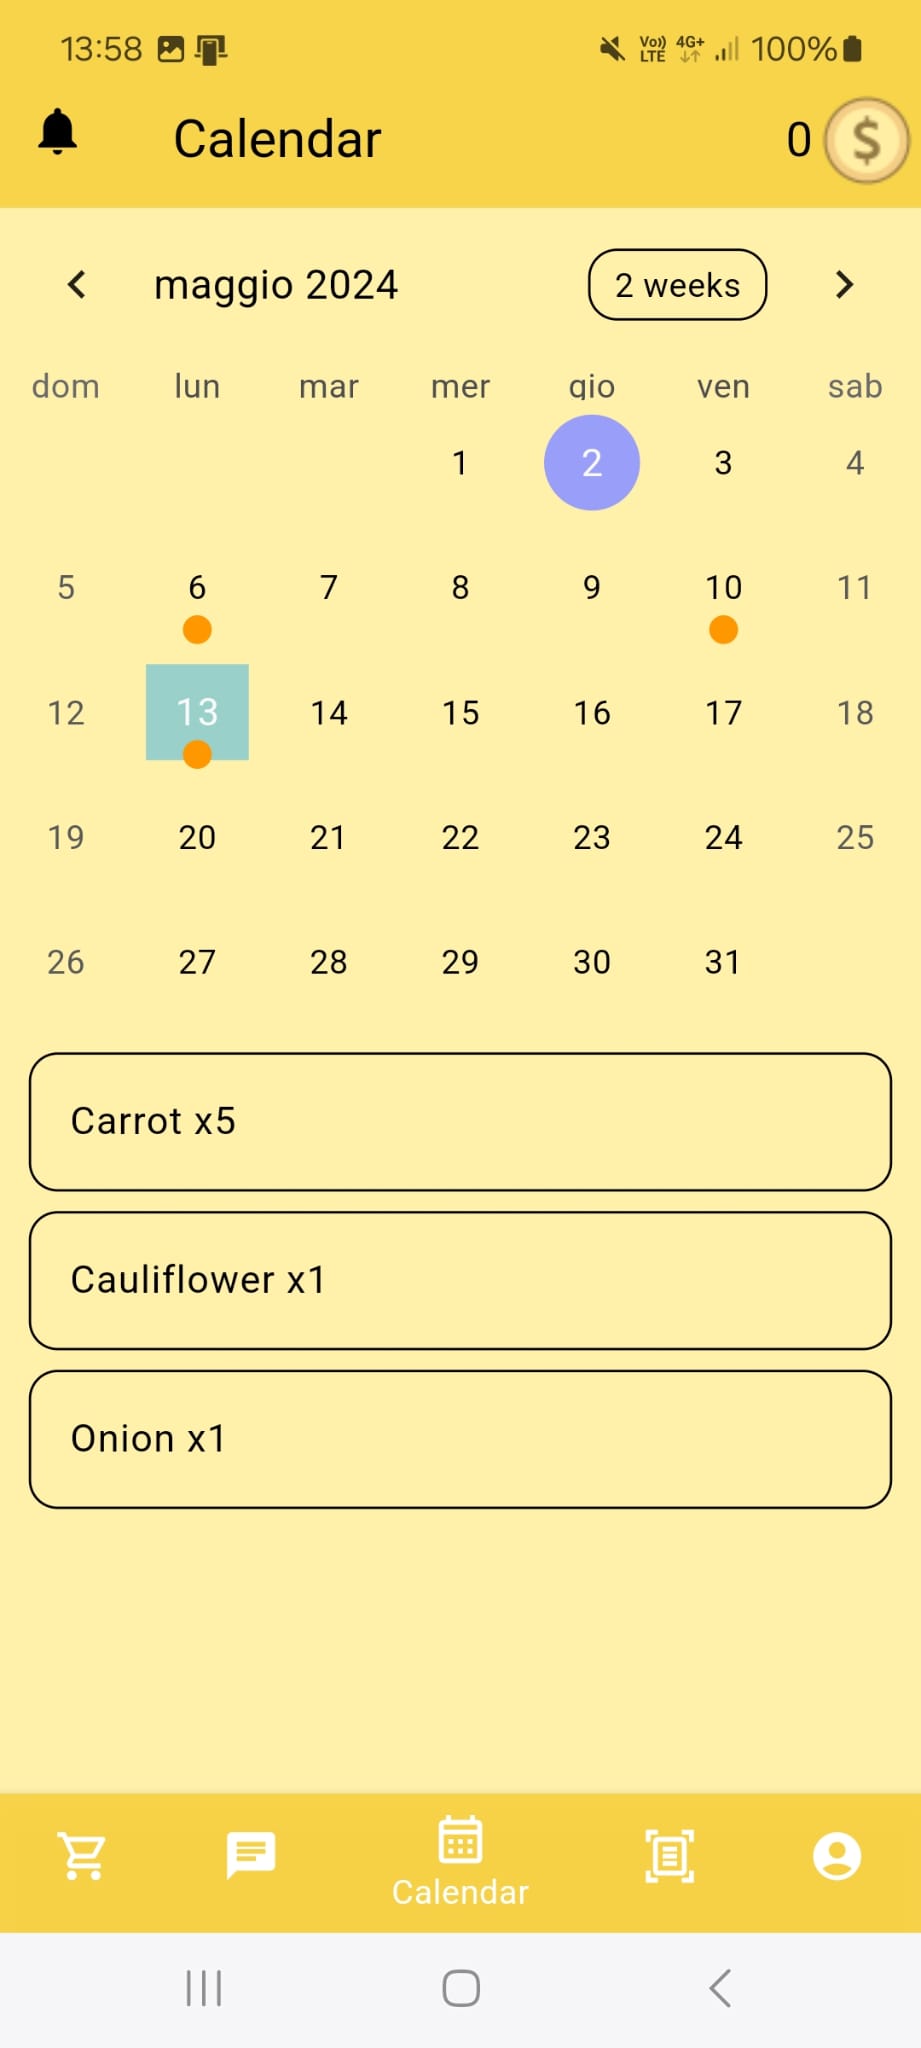 13:58 Vo)) LTE 4G+ 100%
Calendar 0 $
maggio 2024 2 weeks
dom lun mar mer gio ven sab
1 2 3 4
5 6 7 8 9 10 11
12 13 14 15 16 17 18
19 20 21 22 23 24 25
26 27 28 29 30 31
Carrot x5
Cauliflower x1
Onion x1
Calendar